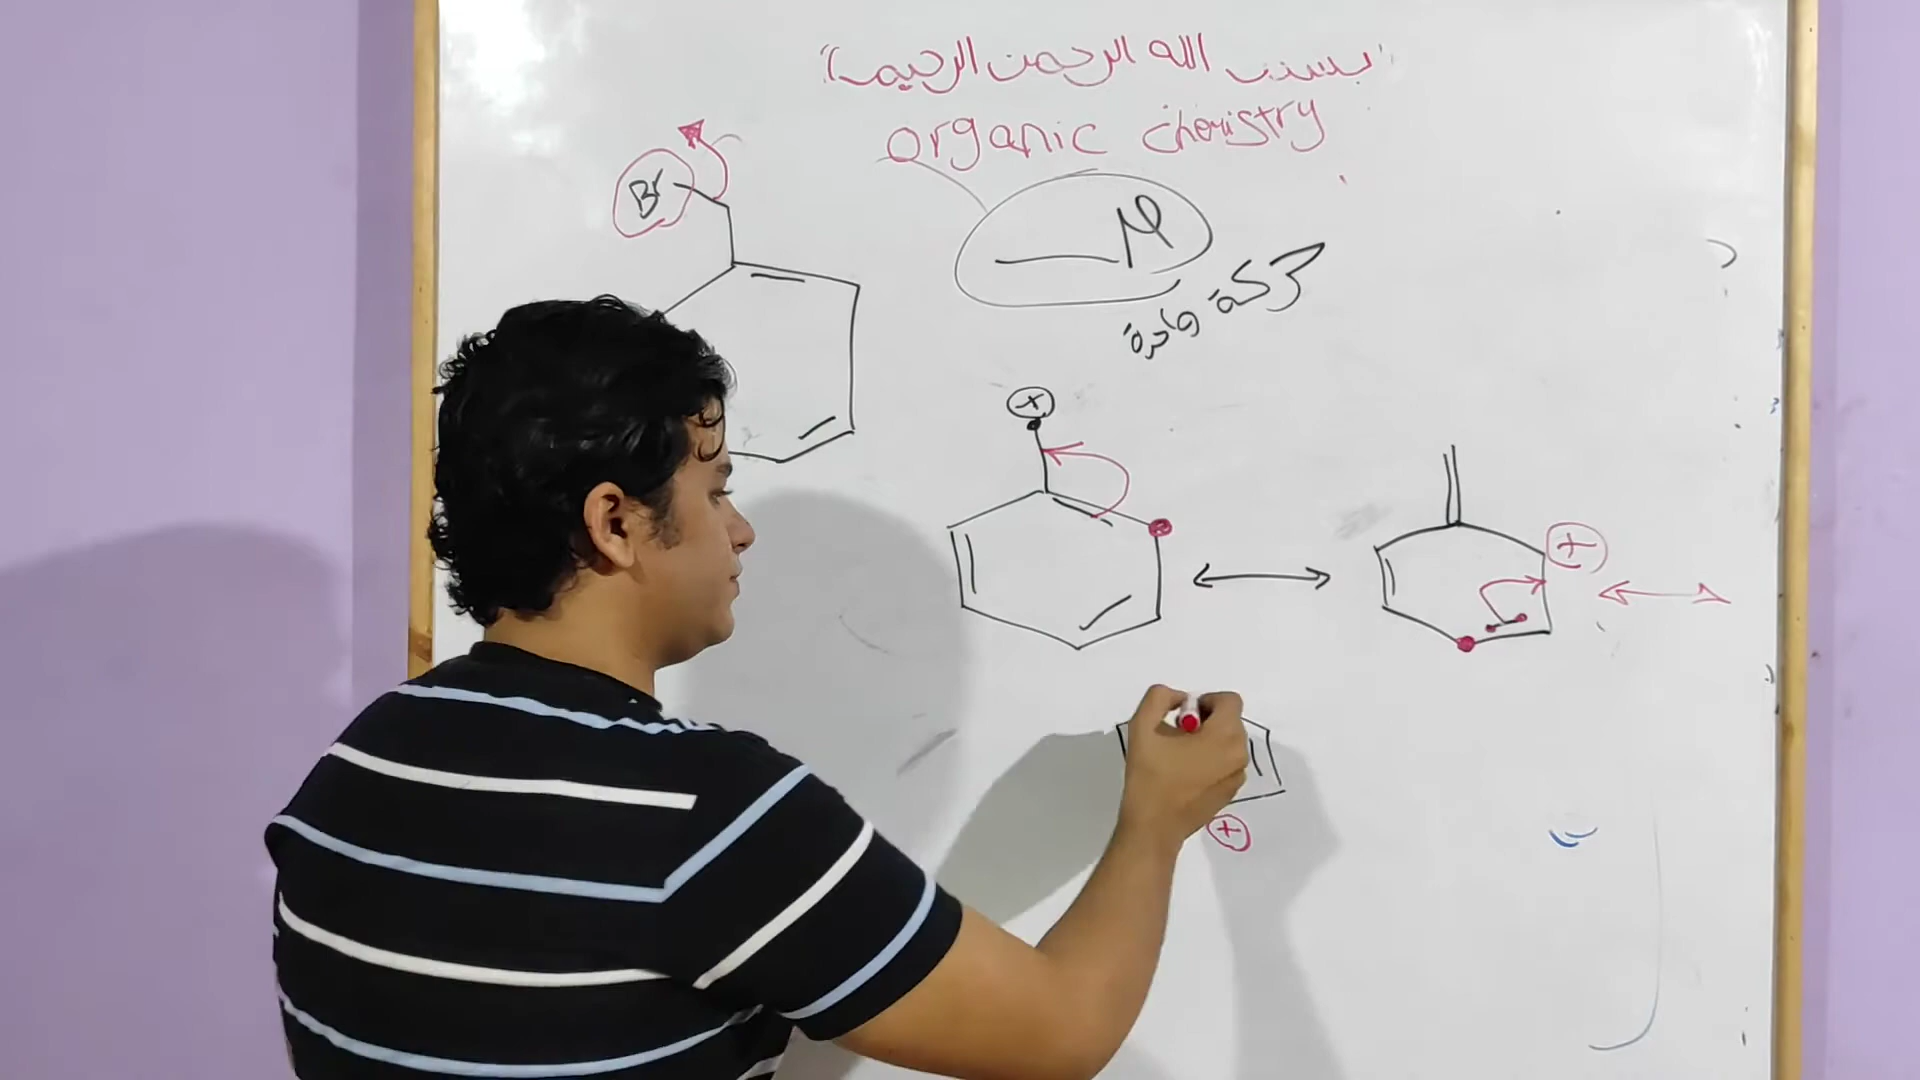 بسم الله الرحمن الرحيم
organic chemistry
Br
حركة واحدة
+
+
+